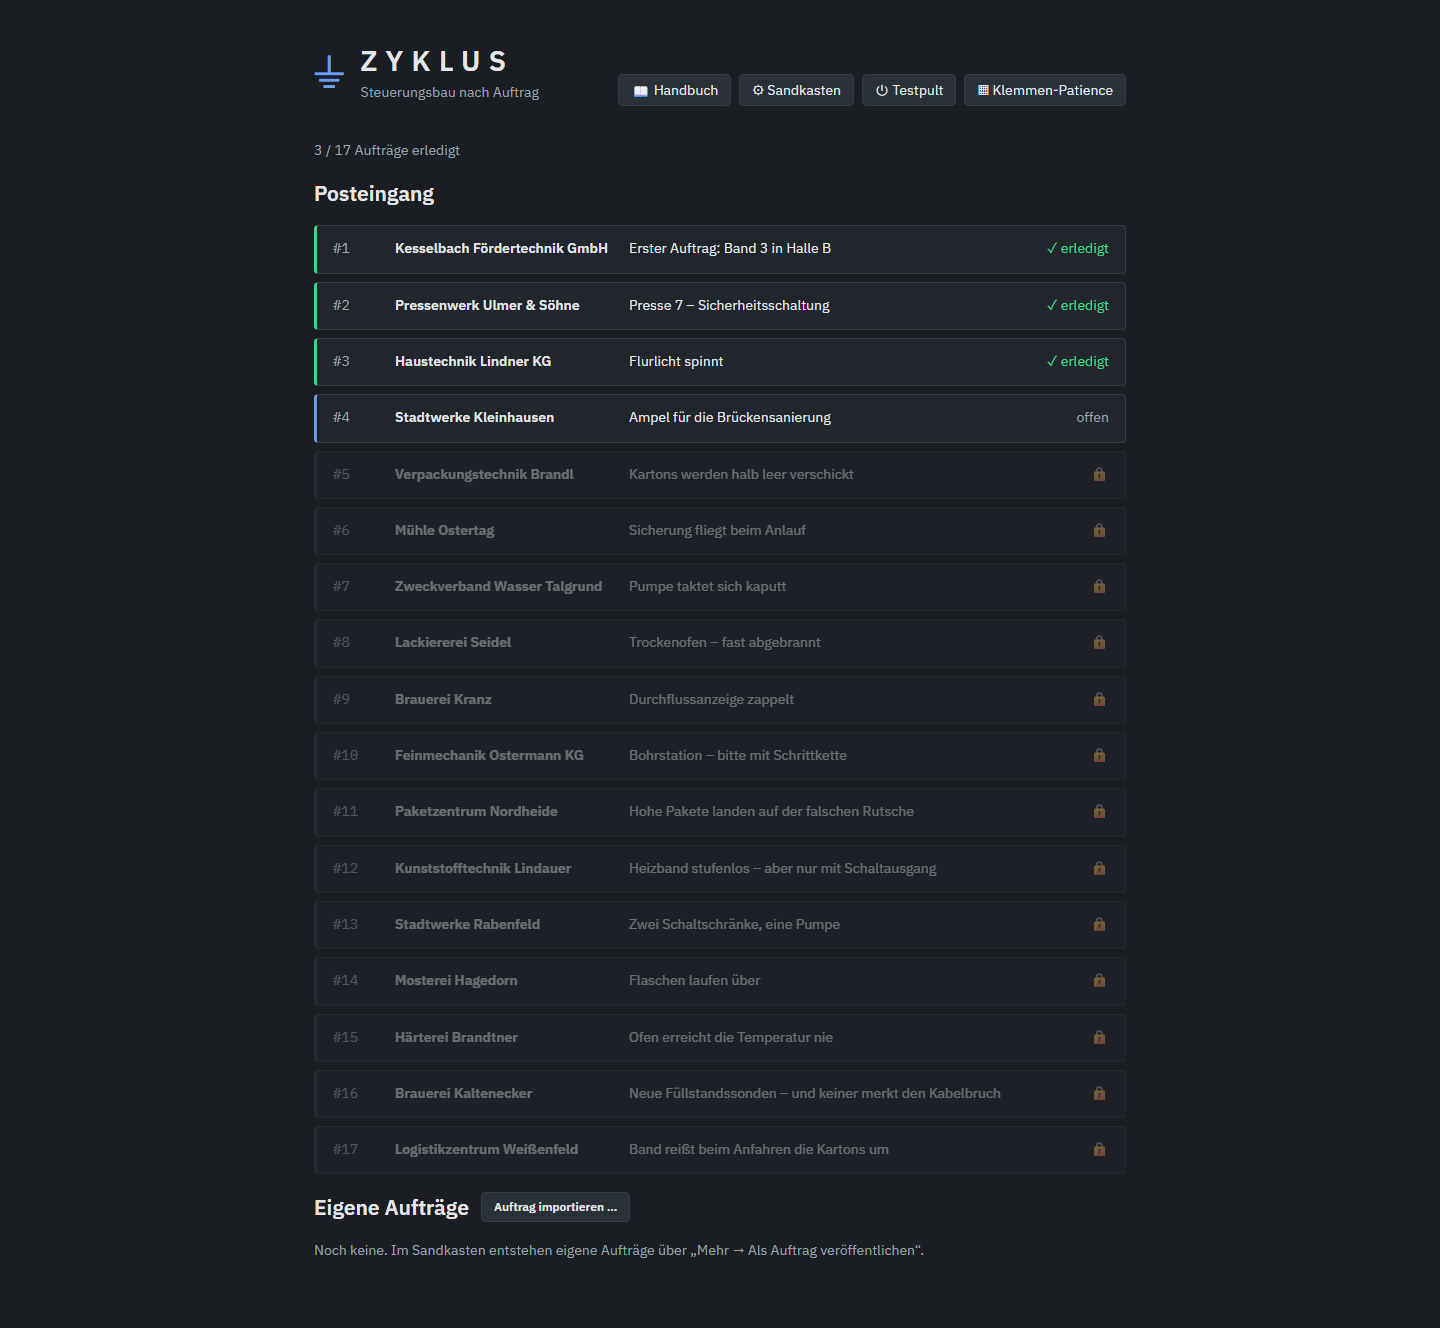 ZYKLUS
Steuerungsbau nach Auftrag
Handbuch
Sandkasten
Testpult
Klemmen-Patience
3 / 17 Aufträge erledigt
Posteingang
#1 Kesselbach Fördertechnik GmbH Erster Auftrag: Band 3 in Halle B ✓ erledigt
#2 Pressenwerk Ulmer & Söhne Presse 7 – Sicherheitsschaltung ✓ erledigt
#3 Haustechnik Lindner KG Flurlicht spinnt ✓ erledigt
#4 Stadtwerke Kleinhausen Ampel für die Brückensanierung offen
#5 Verpackungstechnik Brandl Kartons werden halb leer verschickt
#6 Mühle Ostertag Sicherung fliegt beim Anlauf
#7 Zweckverband Wasser Talgrund Pumpe taktet sich kaputt
#8 Lackiererei Seidel Trockenofen – fast abgebrannt
#9 Brauerei Kranz Durchflussanzeige zappelt
#10 Feinmechanik Ostermann KG Bohrstation – bitte mit Schrittkette
#11 Paketzentrum Nordheide Hohe Pakete landen auf der falschen Rutsche
#12 Kunststofftechnik Lindauer Heizband stufenlos – aber nur mit Schaltausgang
#13 Stadtwerke Rabenfeld Zwei Schaltschränke, eine Pumpe
#14 Mosterei Hagedorn Flaschen laufen über
#15 Härterei Brandtner Ofen erreicht die Temperatur nie
#16 Brauerei Kaltenecker Neue Füllstandssonden – und keiner merkt den Kabelbruch
#17 Logistikzentrum Weißenfeld Band reißt beim Anfahren die Kartons um
Eigene Aufträge
Auftrag importieren …
Noch keine. Im Sandkasten entstehen eigene Aufträge über „Mehr → Als Auftrag veröffentlichen“.